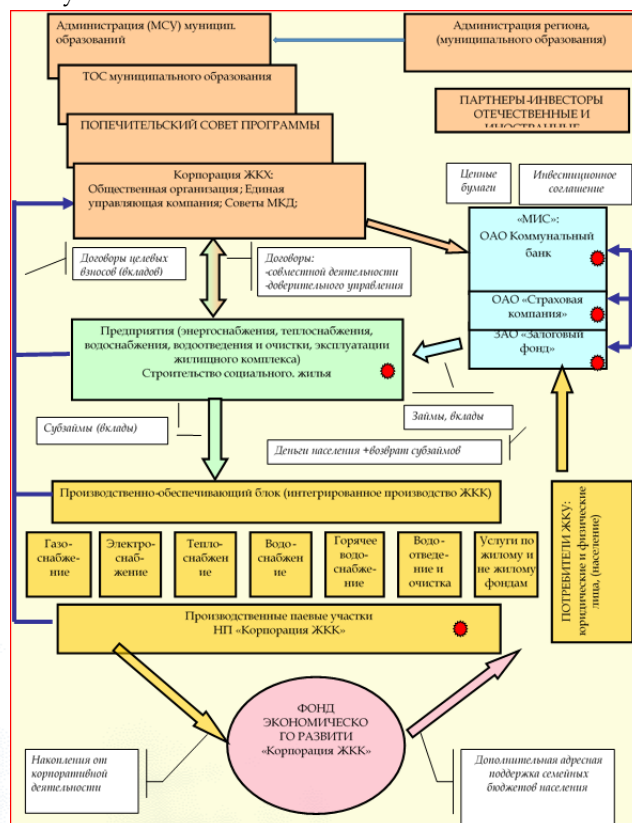 Администрация (МСУ) муницип.
образований
Администрация региона,
(муниципального образования)
ТОС муниципального образования
ПАРТНЕРЫ-ИНВЕСТОРЫ
ОТЕЧЕСТВЕННЫЕ И
ИНОСТРАННЫЕ
ПОПЕЧИТЕЛЬСКИЙ СОВЕТ ПРОГРАММЫ
Корпорация ЖКХ:
Общественная организация; Единая
управляющая компания; Советы МКД;
Ценные
бумаги
Инвестиционное
соглашение
«МИС»:
ОАО Коммунальный
банк
ОАО «Страховая
компания»
ЗАО «Залоговый
фонд»
Договоры целевых
взносов (вкладов)
Договоры:
-совместной деятельности
-доверительного управления
Предприятия (энергоснабжения, теплоснабжения,
водоснабжения, водоотведения и очистки, эксплуатации
жилищного комплекса)
Строительство социального. жилья
Субзаймы (вклады)
Займы, вклады
Деньги населения +возврат субзаймов
Производственно-обеспечивающий блок (интегрированное производство ЖКК)
Газо-
снабже-
ние
Электро-
снаб-
жение
Тепло-
снабжен
ие
Водо-
снабжен
ие
Горячее
водо-
снабже-
ние
Водо-
отведе-
ние и
очистка
Услуги по
жилому и
не жилому
фондам
ПОТРЕБИТЕЛИ ЖКУ:
юридические и физические
лица, (население)
Производственные паевые участки
НП «Корпорация ЖКК»
ФОНД
ЭКОНОМИЧЕСКО
ГО РАЗВИТИ
«Корпорация ЖКК»
Накопления от
корпоративной
деятельности
Дополнительная адресная
поддержка семейных
бюджетов населения